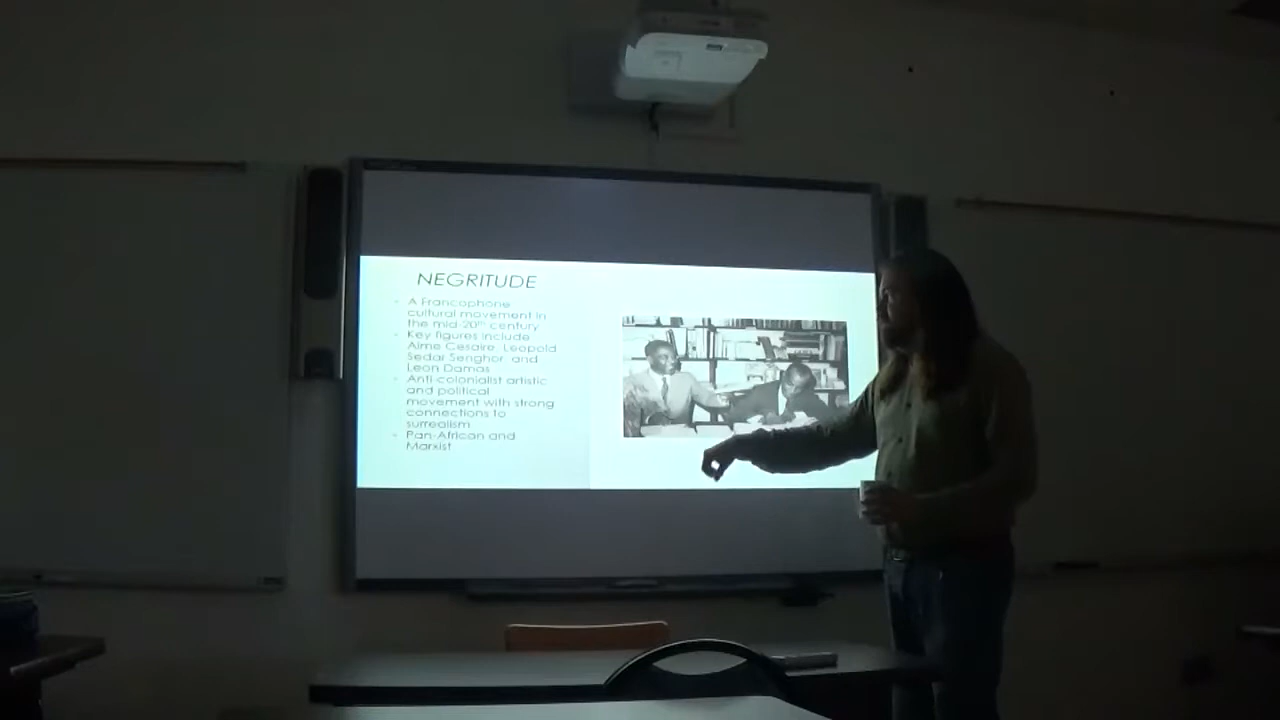 NEGRITUDE
- A Francophone
cultural movement in
the mid-20th century
- Key figures include
Aime Cesaire, Leopold
Sedar Senghor, and
Leon Damas
- Anti-colonialist artistic
and political
movement with strong
connections to
surrealism
- Pan-African and
Marxist